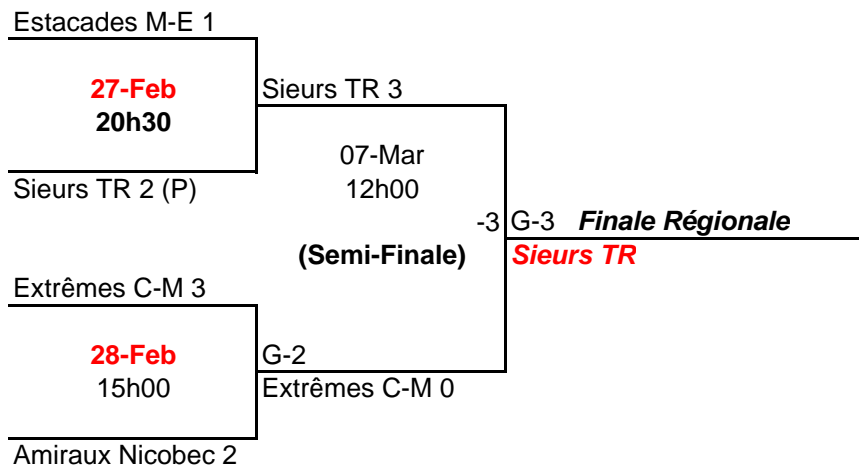 Estacades M-E 1
27-Feb
20h30
Sieurs TR 3
Sieurs TR 2 (P)
07-Mar
12h00
-3 G-3 Finale Régionale
(Semi-Finale) Sieurs TR
Extrêmes C-M 3
28-Feb
15h00
G-2
Extrêmes C-M 0
Amiraux Nicobec 2